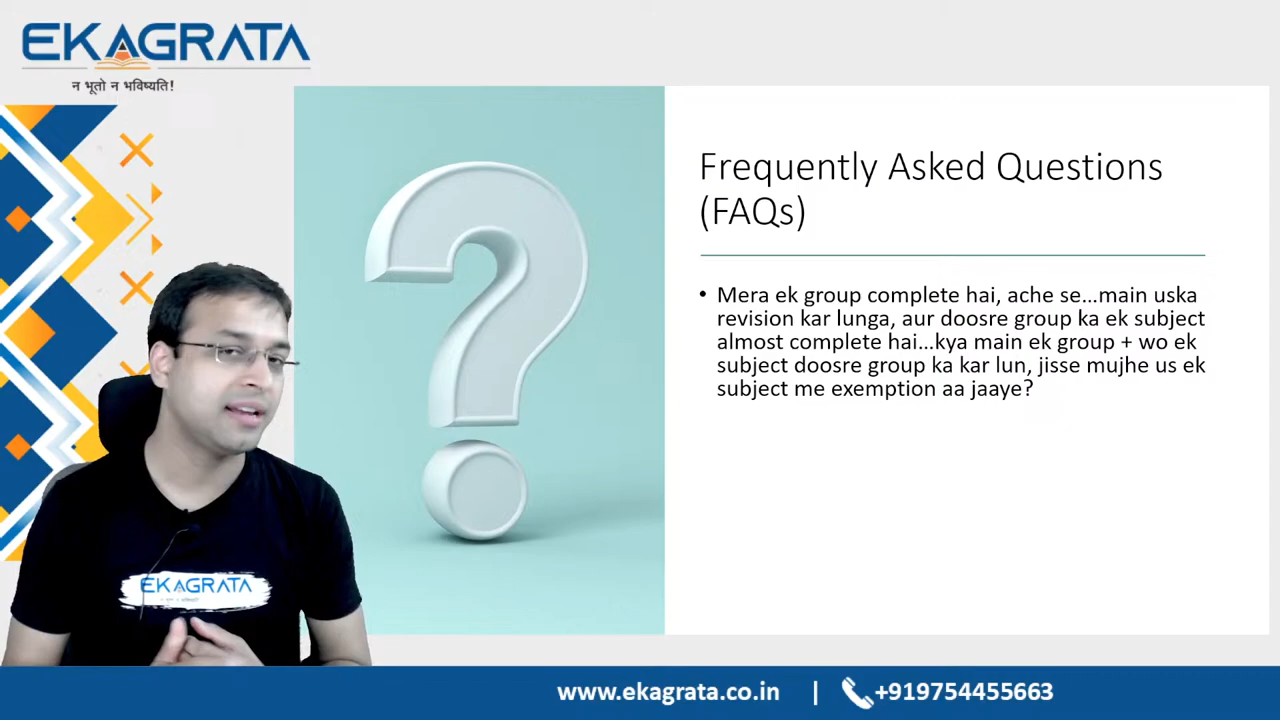 EKAGRATA
न भूतो न भविष्यति!
Frequently Asked Questions
(FAQs)
• Mera ek group complete hai, ache se...main uska
revision kar lunga, aur doosre group ka ek subject
almost complete hai...kya main ek group + wo ek
subject doosre group ka kar lun, jisse mujhe us ek
subject me exemption aa jaaye?
EKAGRATA
www.ekagrata.co.in | +919754455663